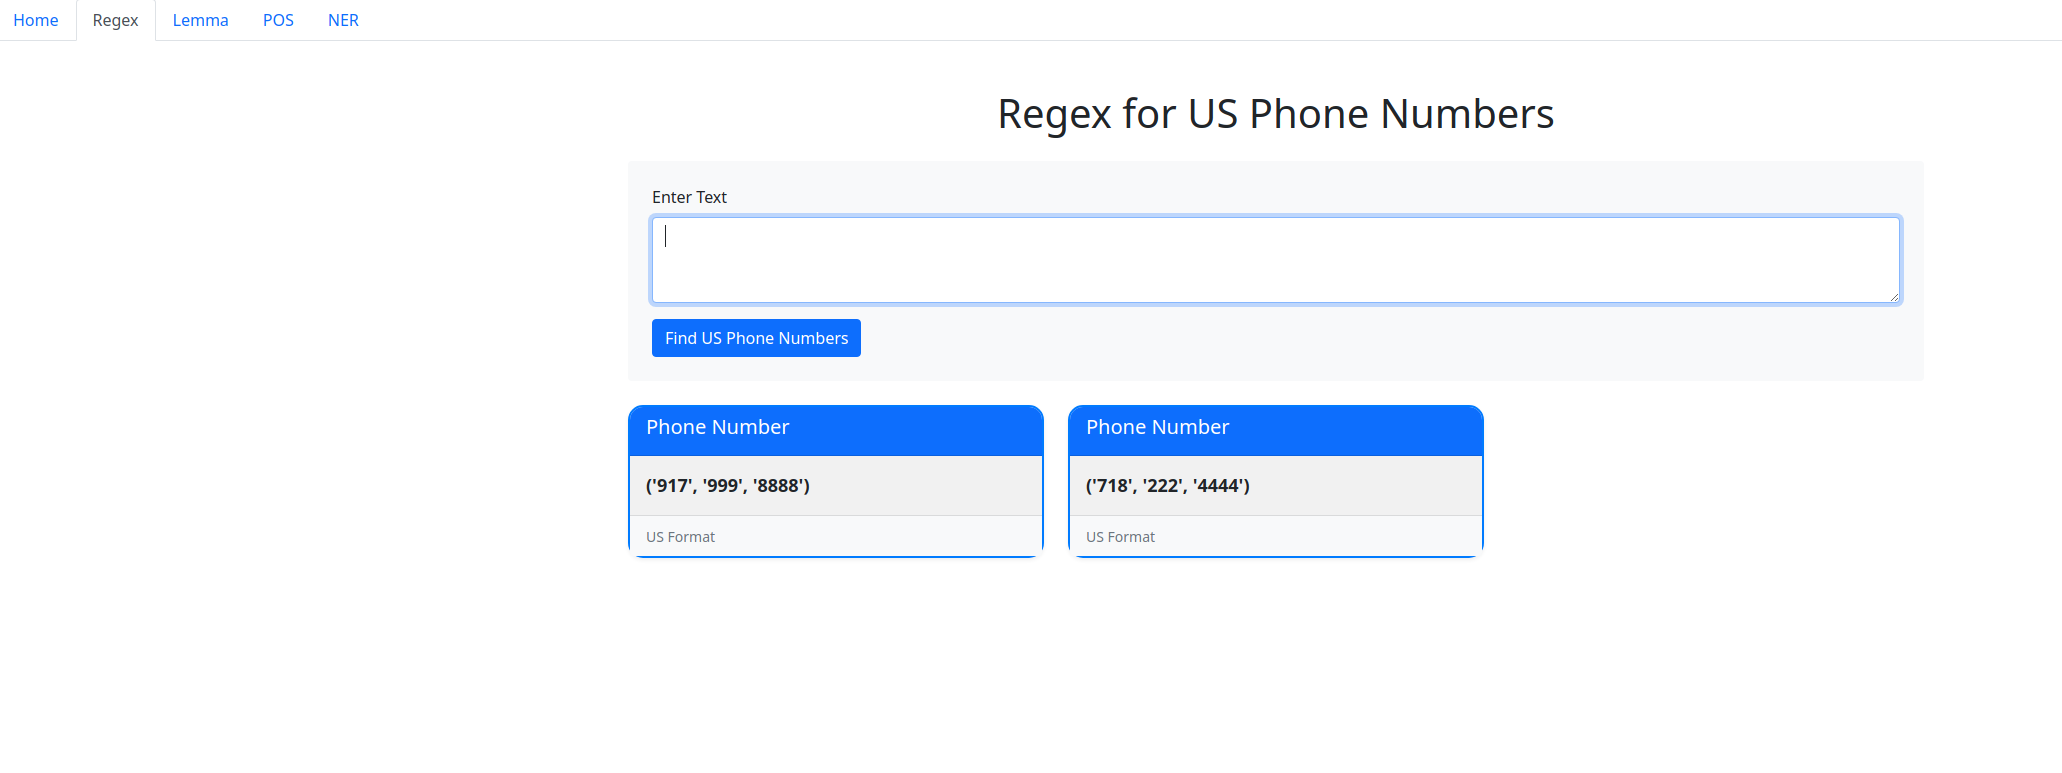 Home Regex Lemma POS NER
Regex for US Phone Numbers
Enter Text
Find US Phone Numbers
Phone Number
('917', '999', '8888')
US Format
Phone Number
('718', '222', '4444')
US Format